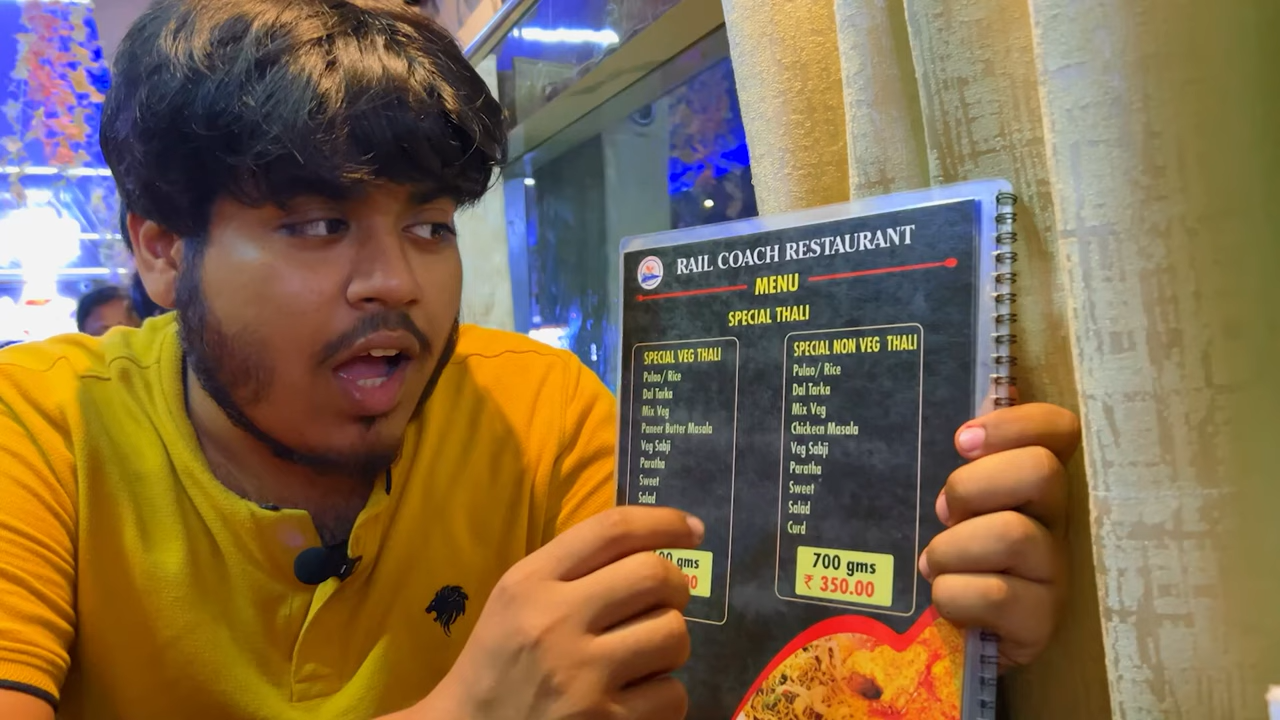 RAIL COACH RESTAURANT
MENU
SPECIAL THALI
SPECIAL VEG THALI
Pulao/ Rice
Dal Tarka
Mix Veg
Paneer Butter Masala
Veg Sabji
Paratha
Sweet
Salad
gms
SPECIAL NON VEG THALI
Pulao/ Rice
Dal Tarka
Mix Veg
Chickecn Masala
Veg Sabji
Paratha
Sweet
Salad
Curd
700 gms
₹ 350.00